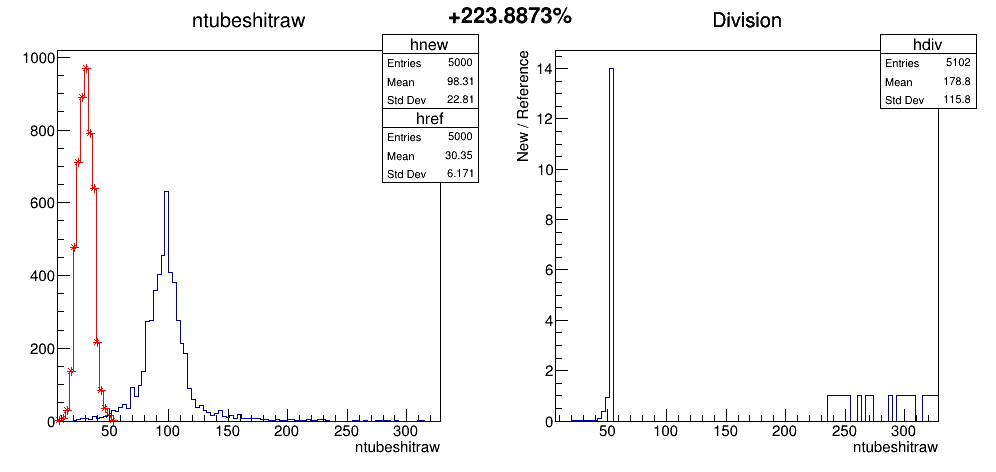 +223.8873%
ntubeshitraw
hnew
Entries 5000
Mean 98.31
Std Dev 22.81
href
Entries 5000
Mean 30.35
Std Dev 6.171
1000
800
600
400
200
0
50 100 150 200 250 300
ntubeshitraw
Division
hdiv
Entries 5102
Mean 178.8
Std Dev 115.8
New / Reference
14
12
10
8
6
4
2
0
50 100 150 200 250 300
ntubeshitraw